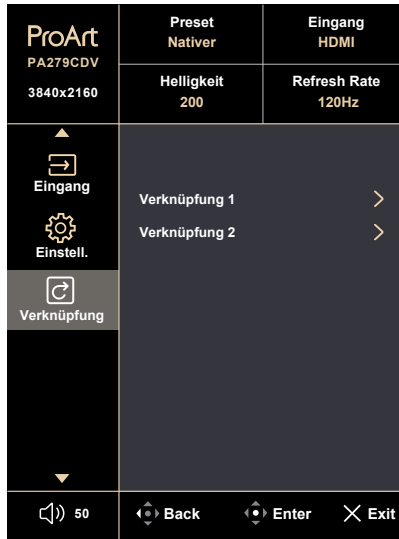 ProArt
PA279CDV
3840x2160
Preset
Nativer
Eingang
HDMI
Helligkeit
200
Refresh Rate
120Hz
Eingang
Einstell.
Verknüpfung
Verknüpfung 1
Verknüpfung 2
50
Back
Enter
Exit